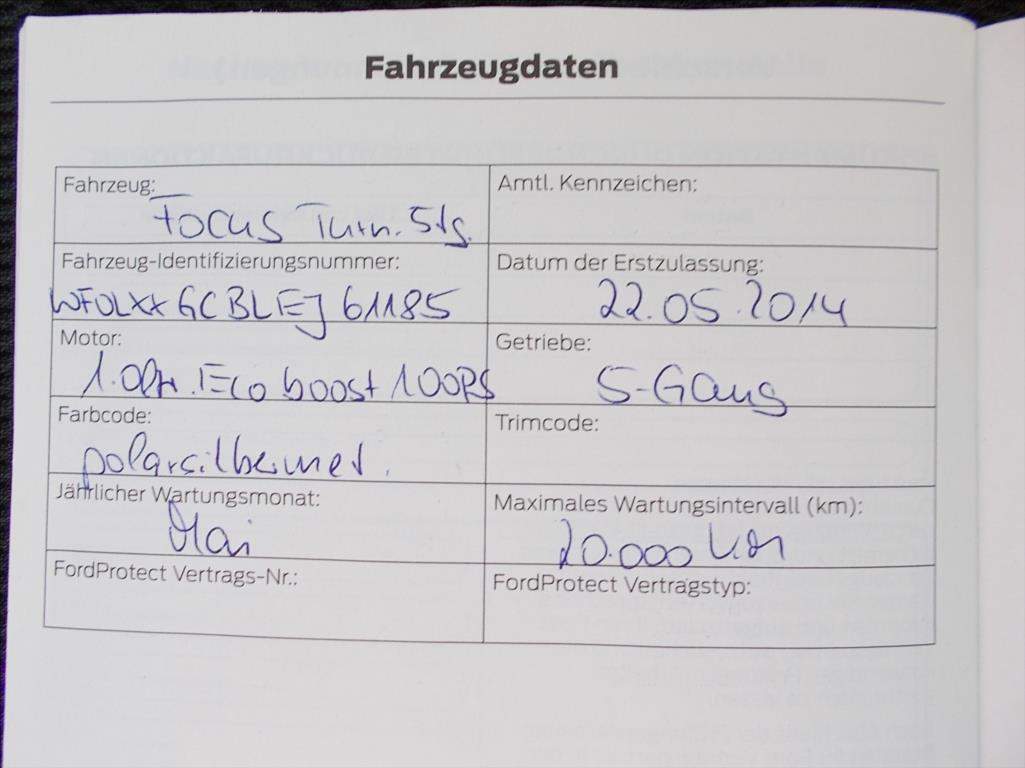 Fahrzeugdaten
Fahrzeug: Amtl. Kennzeichen:
Focus Turn. Stg.
Fahrzeug-Identifizierungsnummer: Datum der Erstzulassung:
WF0LXXGCBLEJ61185 22.05.2014
Motor: Getriebe:
1.0ltr. Eco boost 100PS 5-Gang
Farbcode: Trimcode:
polarsilbermet.
Jährlicher Wartungsmonat: Maximales Wartungsintervall (km):
Mai 20.000 km
FordProtect Vertrags-Nr.: FordProtect Vertragstyp: